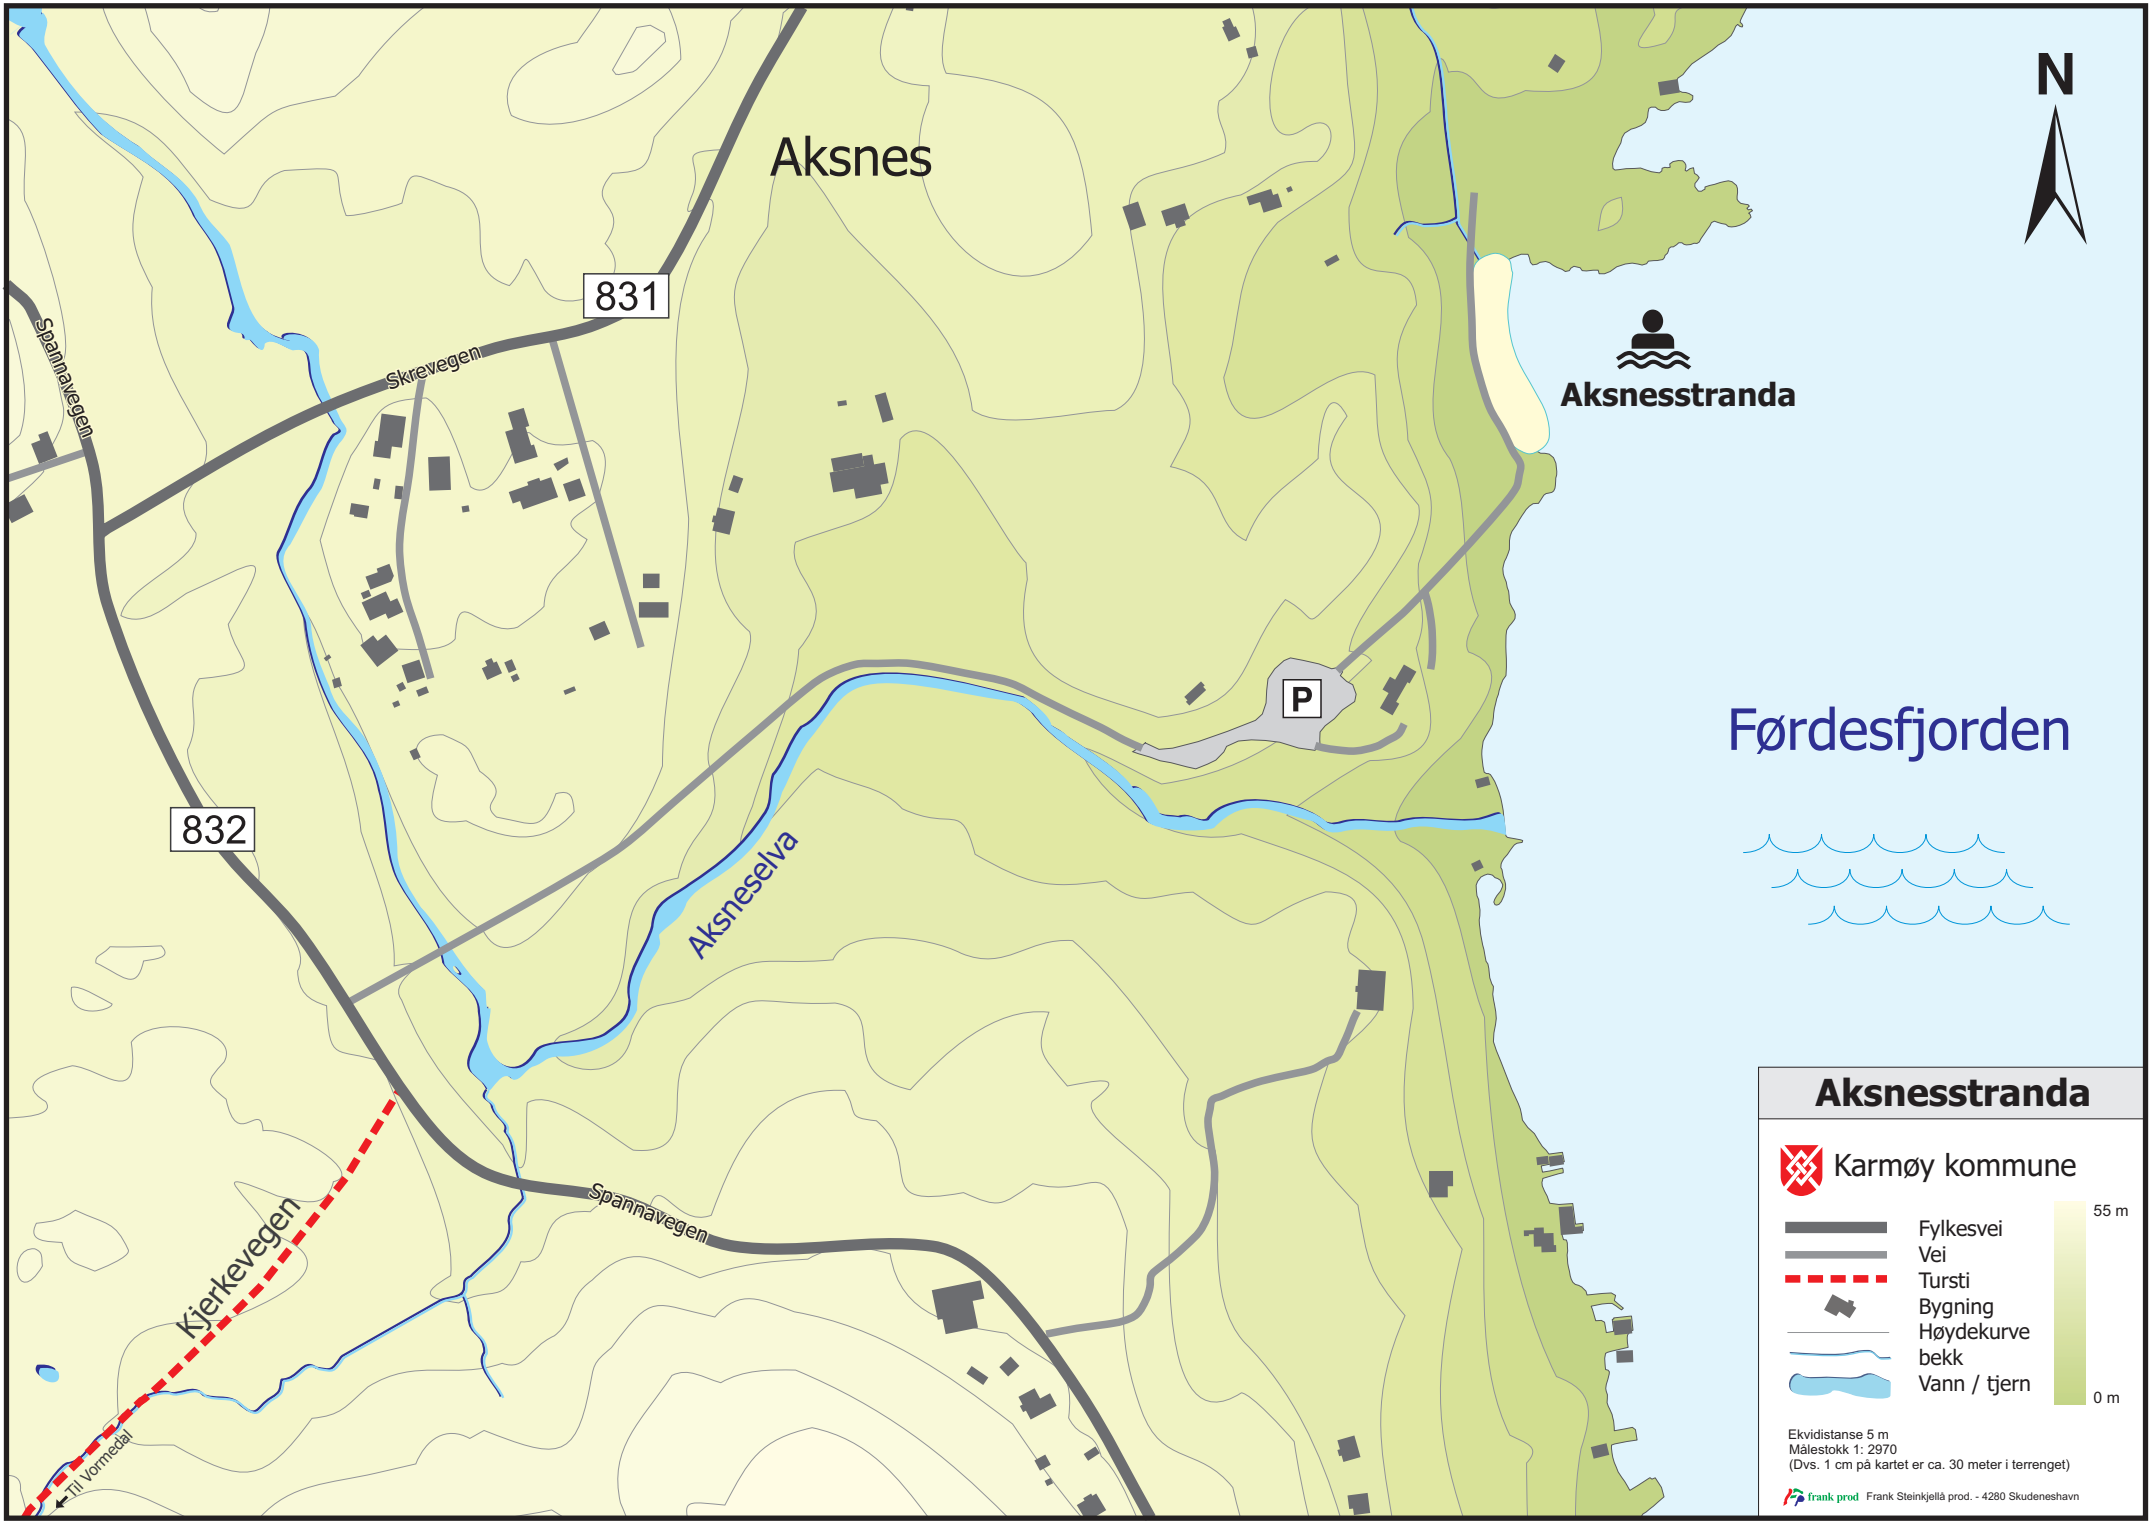 N
Aksnes
831
Spannavegen
Skrevegen
Aksnesstranda
P
Førdesfjorden
832
Aksneselva
Spannavegen
Kjerkevegen
Til Vormedal
Aksnesstranda
Karmøy kommune
55 m
Fylkesvei
Vei
Tursti
Bygning
Høydekurve
bekk
Vann / tjern
0 m
Ekvidistanse 5 m
Målestokk 1: 2970
(Dvs. 1 cm på kartet er ca. 30 meter i terrenget)
frank prod Frank Steinkjellå prod. - 4280 Skudeneshavn